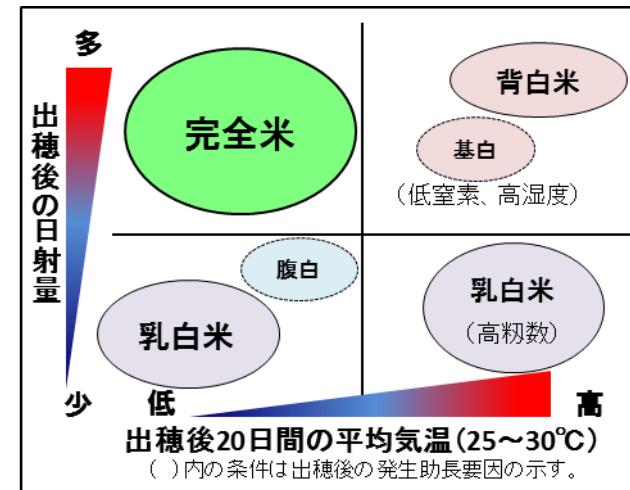 多
出穂後の日射量
少
完全米
背白米
基白
（低窒素、高湿度）
腹白
乳白米
乳白米
（高籾数）
低
高
出穂後20日間の平均気温（25～30℃）
（ ）内の条件は出穂後の発生助長要因の示す。